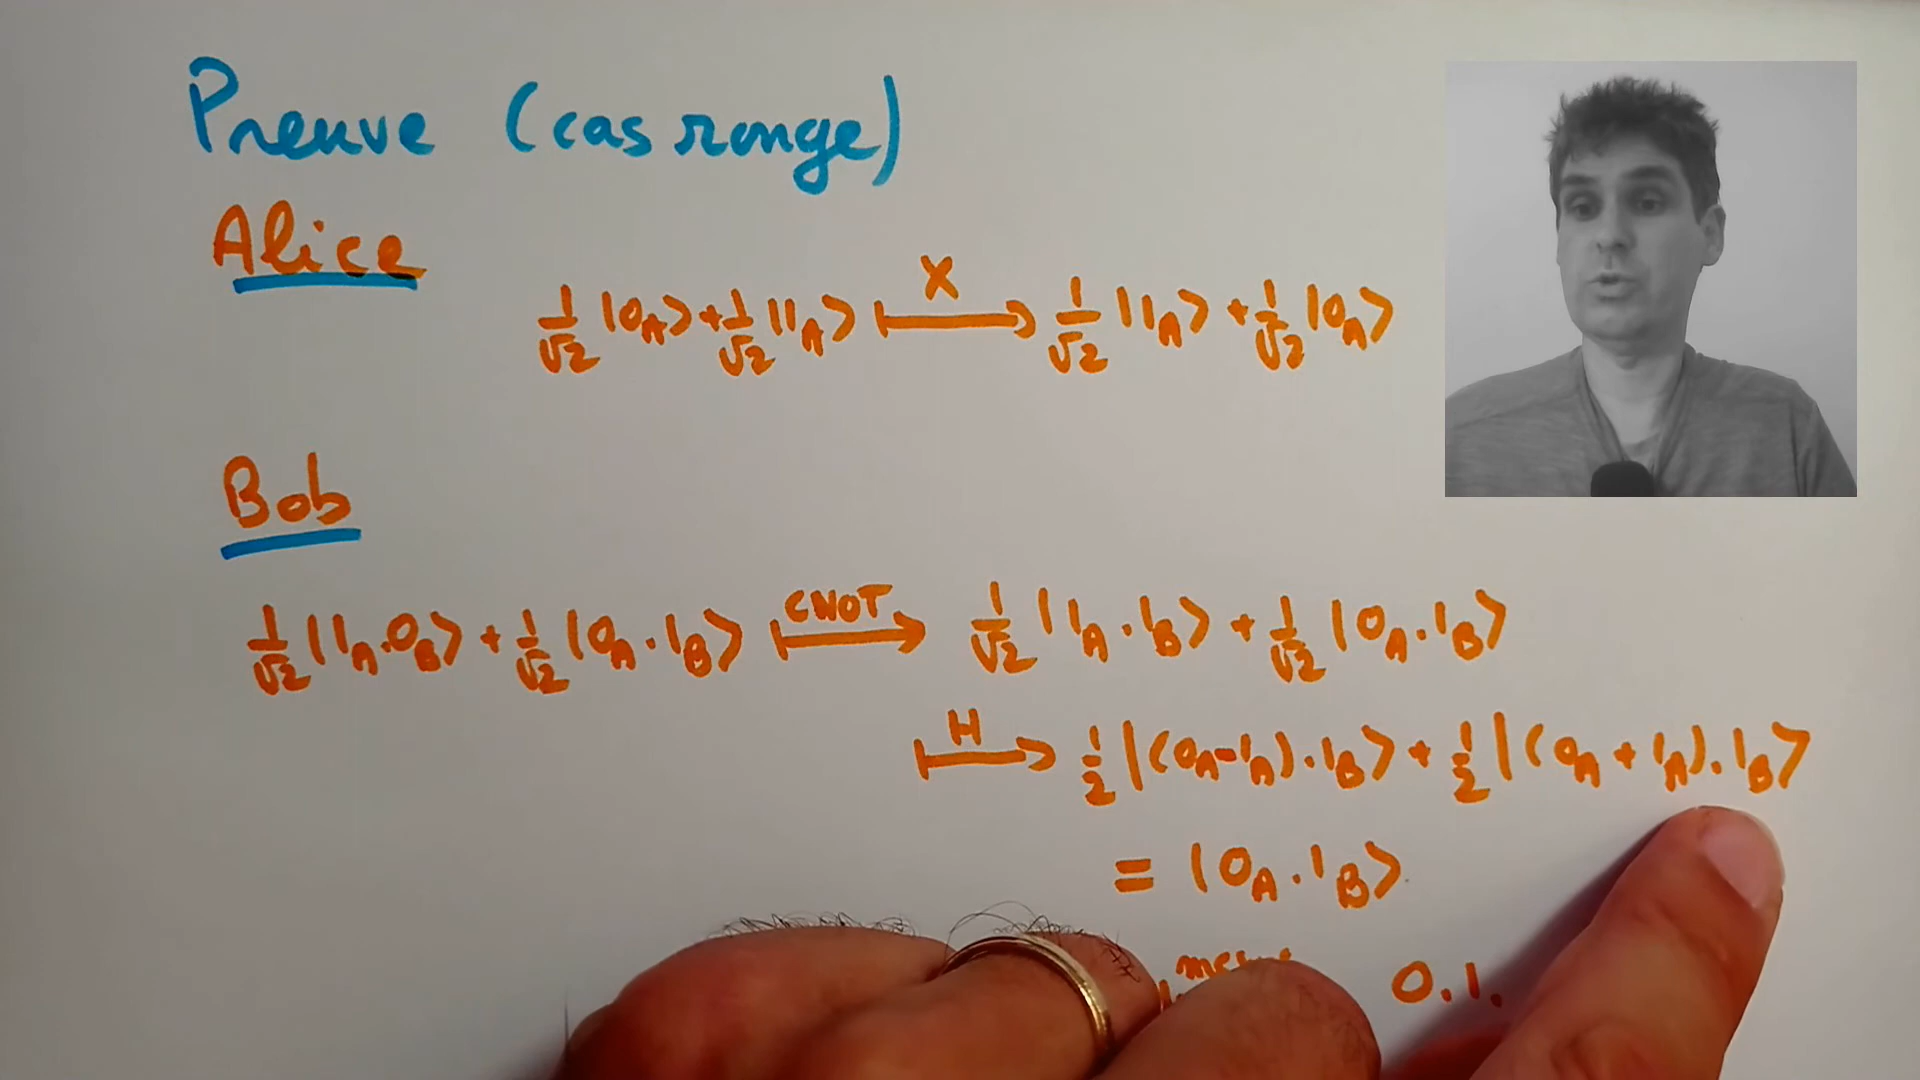 Preuve (cas rouge)
Alice
1/√2 |0_A⟩ + 1/√2 |1_A⟩ ⟼ X 1/√2 |1_A⟩ + 1/√2 |0_A⟩
Bob
1/√2 |1_A.0_B⟩ + 1/√2 |0_A.1_B⟩ ⟼ CNOT 1/√2 |1_A.1_B⟩ + 1/√2 |0_A.1_B⟩
⟼ H 1/2 |(0_A-1_A).1_B⟩ + 1/2 |(0_A+1_A).1_B⟩
= |0_A.1_B⟩
0.1.